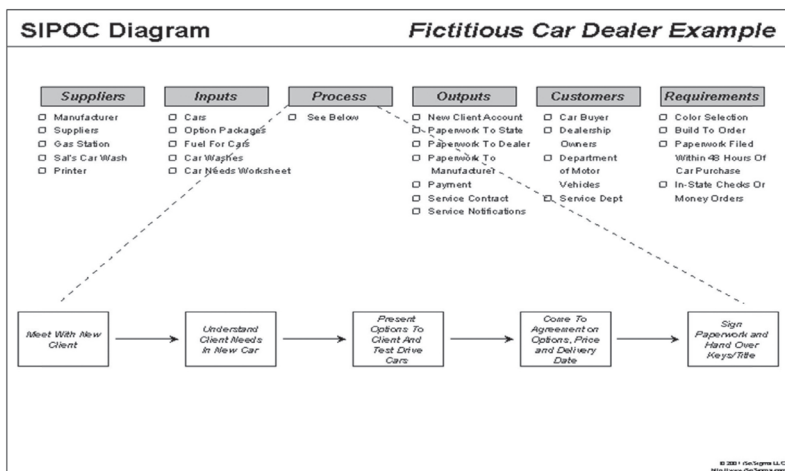 SIPOC Diagram
Fictitious Car Dealer Example
Suppliers
Manufacturer
Suppliers
Gas Station
Sal's Car Wash
Printer
Inputs
Cars
Option Packages
Fuel For Cars
Car Washes
Car Needs Worksheet
Process
See Below
Outputs
New Client Account
Paperwork To State
Paperwork To Dealer
Paperwork To
Manufacturer
Payment
Service Contract
Service Notifications
Customers
Car Buyer
Dealership
Owners
Department
of Motor
Vehicles
Service Dept
Requirements
Color Selection
Build To Order
Paperwork Filed
Within 48 Hours Of
Car Purchase
In-State Checks Or
Money Orders
Meet With New
Client
Understand
Client Needs
In New Car
Present
Options To
Client And
Test Drive
Cars
Come To
Agreement on
Options, Price
and Delivery
Date
Sign
Paperwork and
Hand Over
Keys/Title
© 2001 iSixSigma LLC